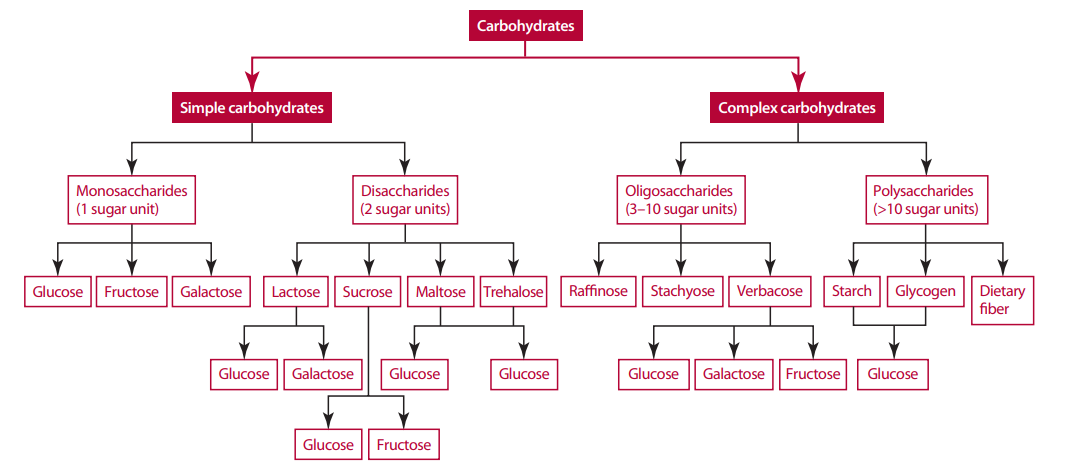 Carbohydrates
Simple carbohydrates
Complex carbohydrates
Monosaccharides
(1 sugar unit)
Disaccharides
(2 sugar units)
Oligosaccharides
(3–10 sugar units)
Polysaccharides
(>10 sugar units)
Glucose
Fructose
Galactose
Lactose
Sucrose
Maltose
Trehalose
Raffinose
Stachyose
Verbacose
Starch
Glycogen
Dietary
fiber
Glucose
Galactose
Glucose
Glucose
Glucose
Galactose
Fructose
Glucose
Glucose
Fructose